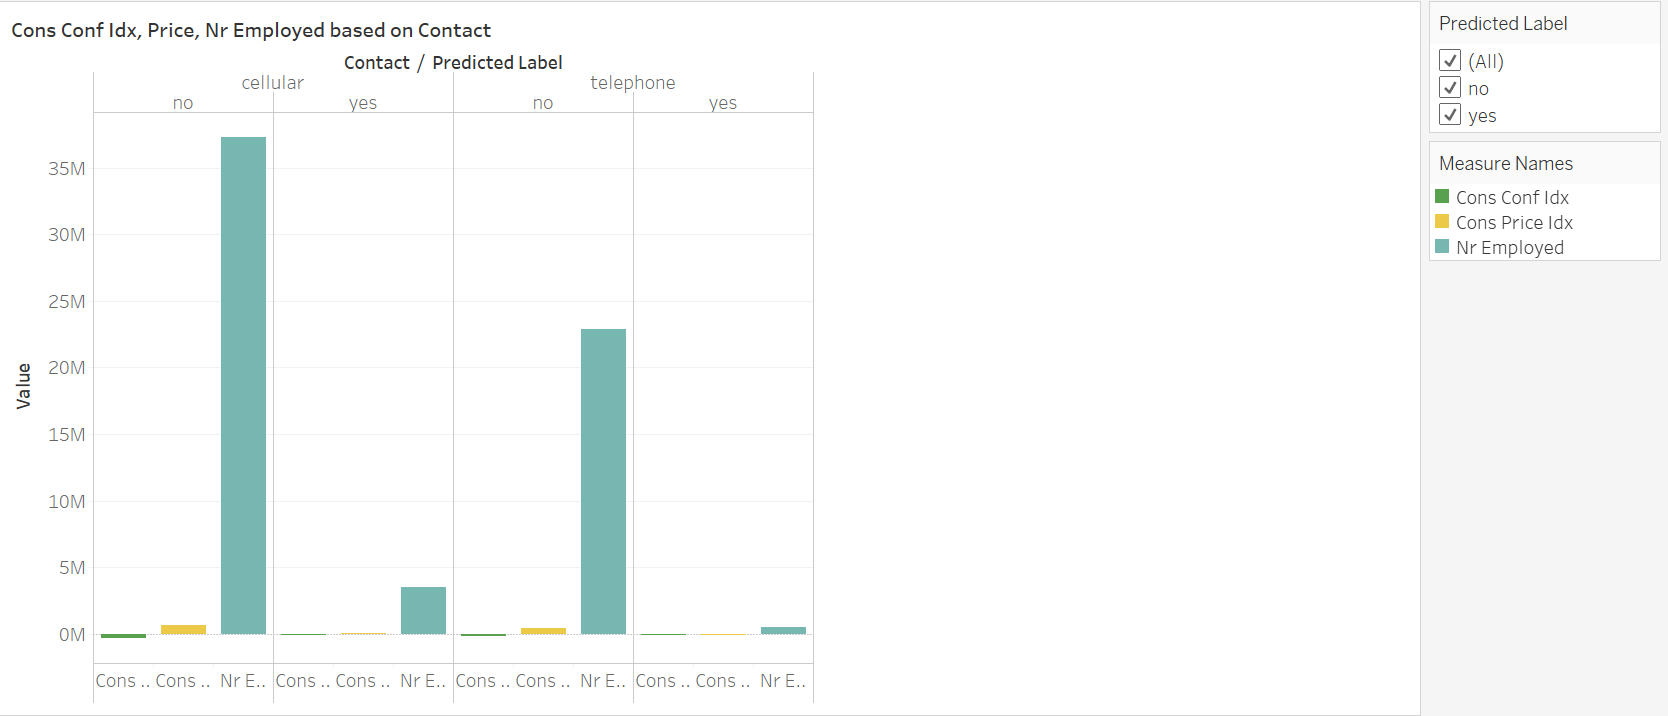 Cons Conf Idx, Price, Nr Employed based on Contact
Contact / Predicted Label
cellular telephone
no yes no yes
35M
30M
25M
20M
15M
10M
5M
0M
Value
Cons .. Cons .. Nr E.. Cons .. Cons .. Nr E.. Cons .. Cons .. Nr E.. Cons .. Cons .. Nr E..
Predicted Label
(All)
no
yes
Measure Names
Cons Conf Idx
Cons Price Idx
Nr Employed